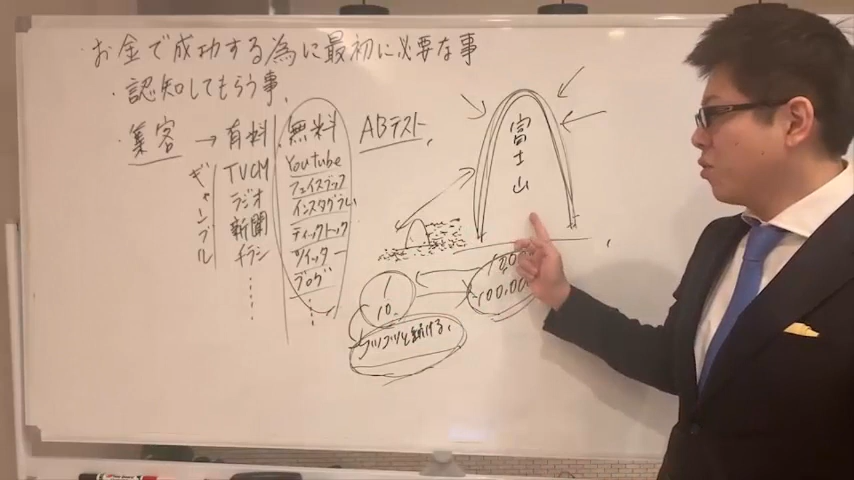 お金で成功する為に最初に必要な事
・認知してもらう事、
・集客 → 有料
ギャンブル
TVCM
ラジオ
新聞
チラシ
無料
Youtube
フェイスブック
インスタグラム
ティックトック
ツイッター
ブログ
ABテスト、
富士山
1
10
コツコツと続ける、